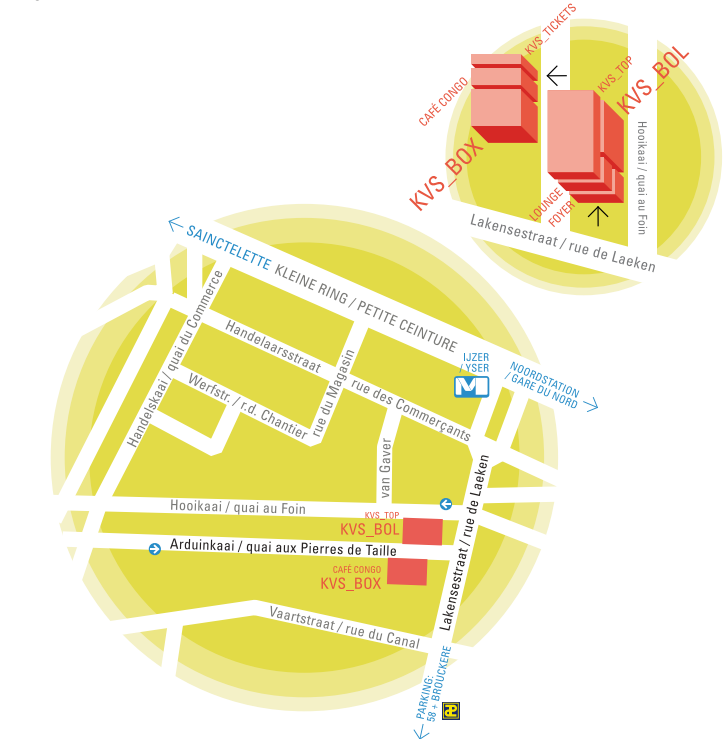 KVS_TICKETS
CAFÉ CONGO
KVS_TOP
KVS_BOL
KVS_BOX
LOUNGE
FOYER
Hooikaai / quai au Foin
Lakensestraat / rue de Laeken
SAINCTELETTE KLEINE RING / PETITE CEINTURE
Handelskaai / quai du Commerce
Handelaarsstraat
rue des Commerçants
Werfstr. / r.d. Chantier
rue du Magasin
IJZER
/ YSER
M
NOORDSTATION
/ GARE DU NORD
van Gaver
Hooikaai / quai au Foin
KVS_TOP
KVS_BOL
Arduinkaai / quai aux Pierres de Taille
CAFÉ CONGO
KVS_BOX
Lakensestraat / rue de Laeken
Vaartstraat / rue du Canal
PARKING:
58 + BROUCKERE